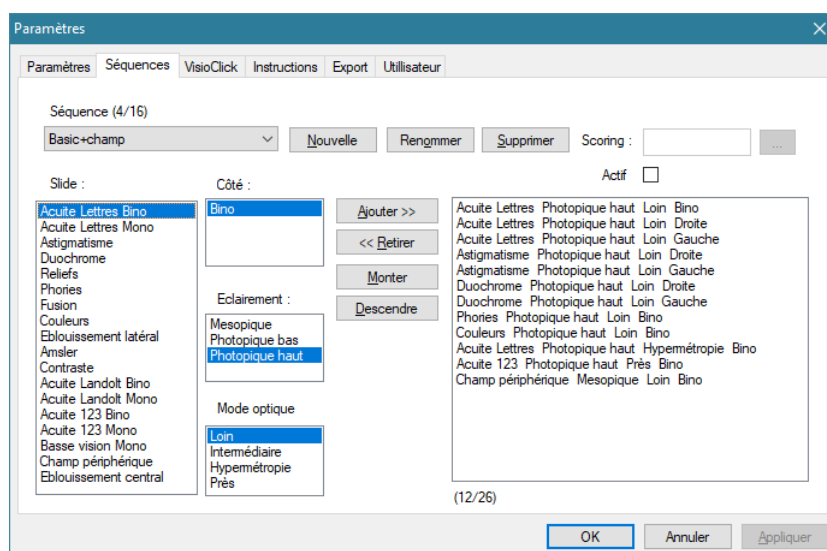 Paramètres
Paramètres Séquences VisioClick Instructions Export Utilisateur
Séquence (4/16)
Basic+champ Nouvelle Renommer Supprimer Scoring : ...
Actif
Slide :
Acuite Lettres Bino
Acuite Lettres Mono
Astigmatisme
Duochrome
Reliefs
Phories
Fusion
Couleurs
Eblouissement latéral
Amsler
Contraste
Acuite Landolt Bino
Acuite Landolt Mono
Acuite 123 Bino
Acuite 123 Mono
Basse vision Mono
Champ périphérique
Eblouissement central
Côté :
Bino
Eclairement :
Mesopique
Photopique bas
Photopique haut
Mode optique
Loin
Intermédiaire
Hypermétropie
Près
Ajouter >>
<< Retirer
Monter
Descendre
Acuite Lettres Photopique haut Loin Bino
Acuite Lettres Photopique haut Loin Droite
Acuite Lettres Photopique haut Loin Gauche
Astigmatisme Photopique haut Loin Droite
Astigmatisme Photopique haut Loin Gauche
Duochrome Photopique haut Loin Droite
Duochrome Photopique haut Loin Gauche
Phories Photopique haut Loin Bino
Couleurs Photopique haut Loin Bino
Acuite Lettres Photopique haut Hypermétropie Bino
Acuite 123 Photopique haut Près Bino
Champ périphérique Mesopique Loin Bino
(12/26)
OK Annuler Appliquer